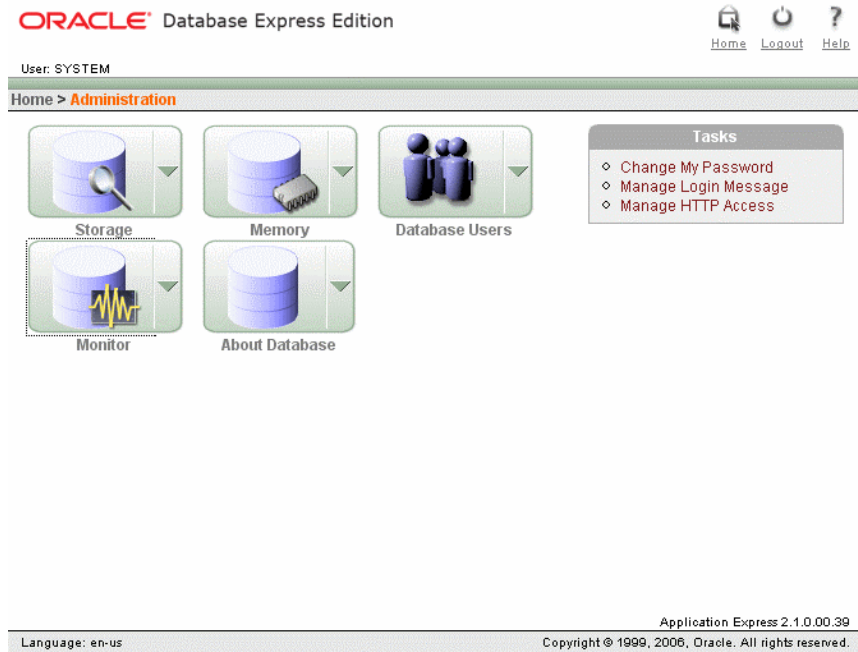 ORACLE® Database Express Edition
Home Logout Help
User: SYSTEM
Home > Administration
Tasks
Change My Password
Manage Login Message
Manage HTTP Access
Storage Memory Database Users
Monitor About Database
Application Express 2.1.0.00.39
Language: en-us Copyright © 1999, 2006, Oracle. All rights reserved.